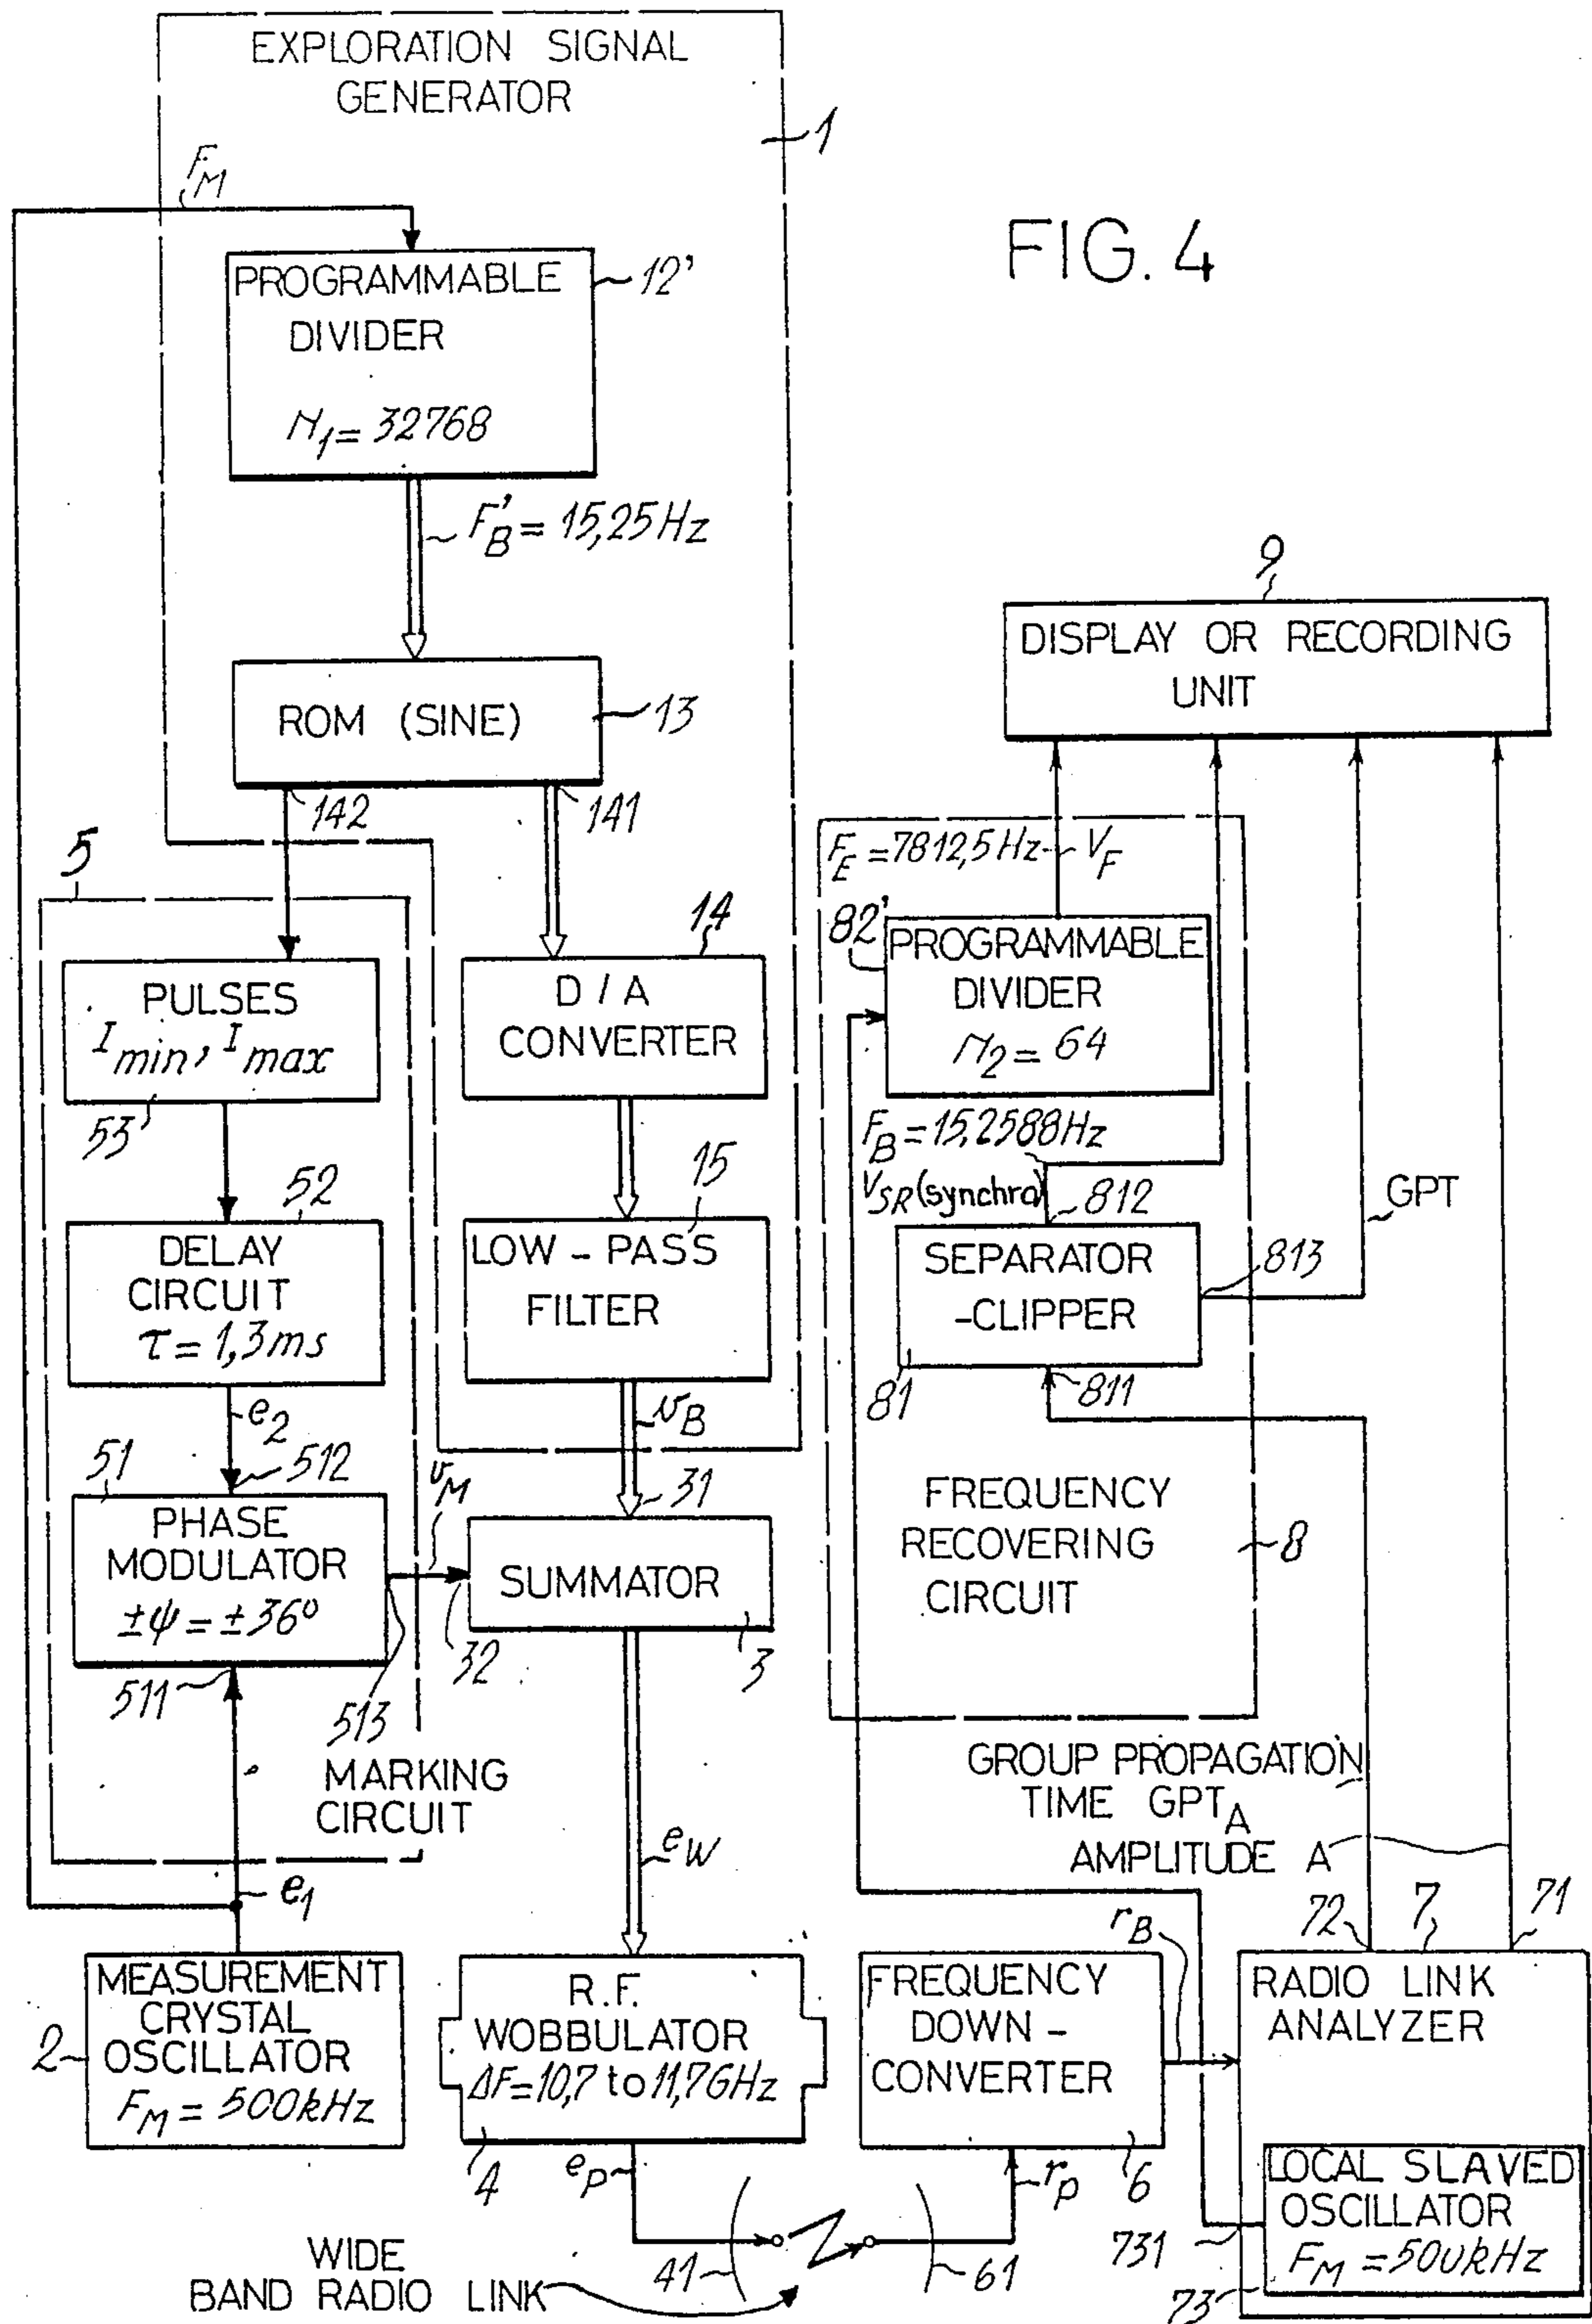 EXPLORATION SIGNAL
GENERATOR
1
F_M
FIG. 4
PROGRAMMABLE
DIVIDER
N_1 = 32768
12'
F'_B = 15,25 Hz
ROM (SINE)
13
142
141
5
PULSES
I_min, I_max
53
14
D / A
CONVERTER
52
DELAY
CIRCUIT
τ = 1,3 ms
15
LOW - PASS
FILTER
e_2
v_B
51
512
PHASE
MODULATOR
±ψ = ±36°
v_M
31
SUMMATOR
3
32
511
513
MARKING
CIRCUIT
e_1
e_W
MEASUREMENT
CRYSTAL
OSCILLATOR
F_M = 500kHz
2
R.F.
WOBBULATOR
ΔF = 10,7 to 11,7 GHz
4
e_P
WIDE
BAND RADIO LINK
41
61
r_p
FREQUENCY
DOWN -
CONVERTER
6
r_B
9
DISPLAY OR RECORDING
UNIT
F_E = 7812,5 Hz
V_F
82'
PROGRAMMABLE
DIVIDER
N_2 = 64
F_B = 15,2588 Hz
V_SR (synchro)
812
GPT
SEPARATOR
-CLIPPER
813
81
811
FREQUENCY
RECOVERING
CIRCUIT
8
GROUP PROPAGATION
TIME GPT_A
AMPLITUDE A
72
7
71
RADIO LINK
ANALYZER
LOCAL SLAVED
OSCILLATOR
F_M = 500kHz
731
73